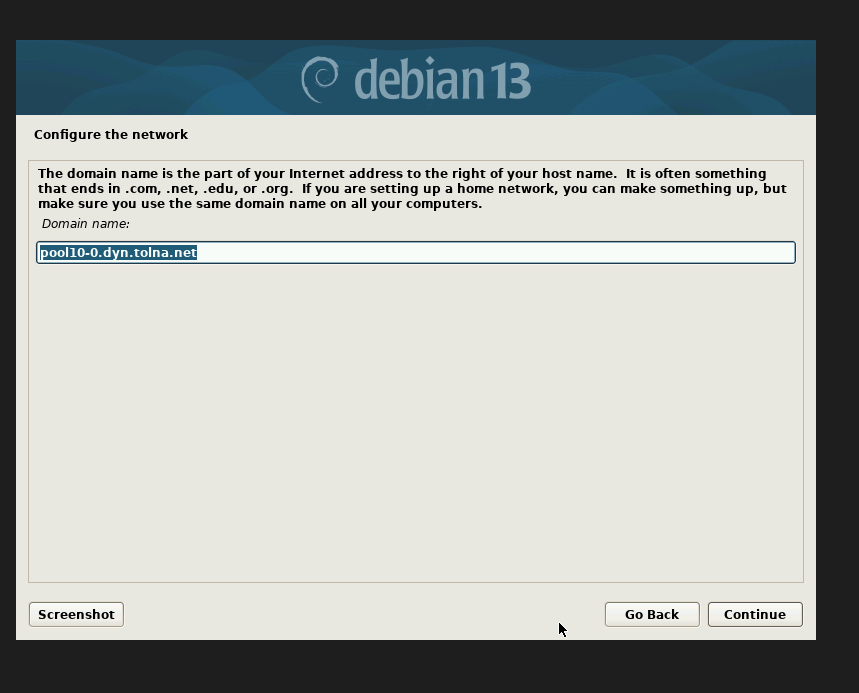 debian 13
Configure the network
The domain name is the part of your Internet address to the right of your host name.  It is often something
that ends in .com, .net, .edu, or .org.  If you are setting up a home network, you can make something up, but
make sure you use the same domain name on all your computers.
Domain name:
pool10-0.dyn.tolna.net
Screenshot
Go Back
Continue